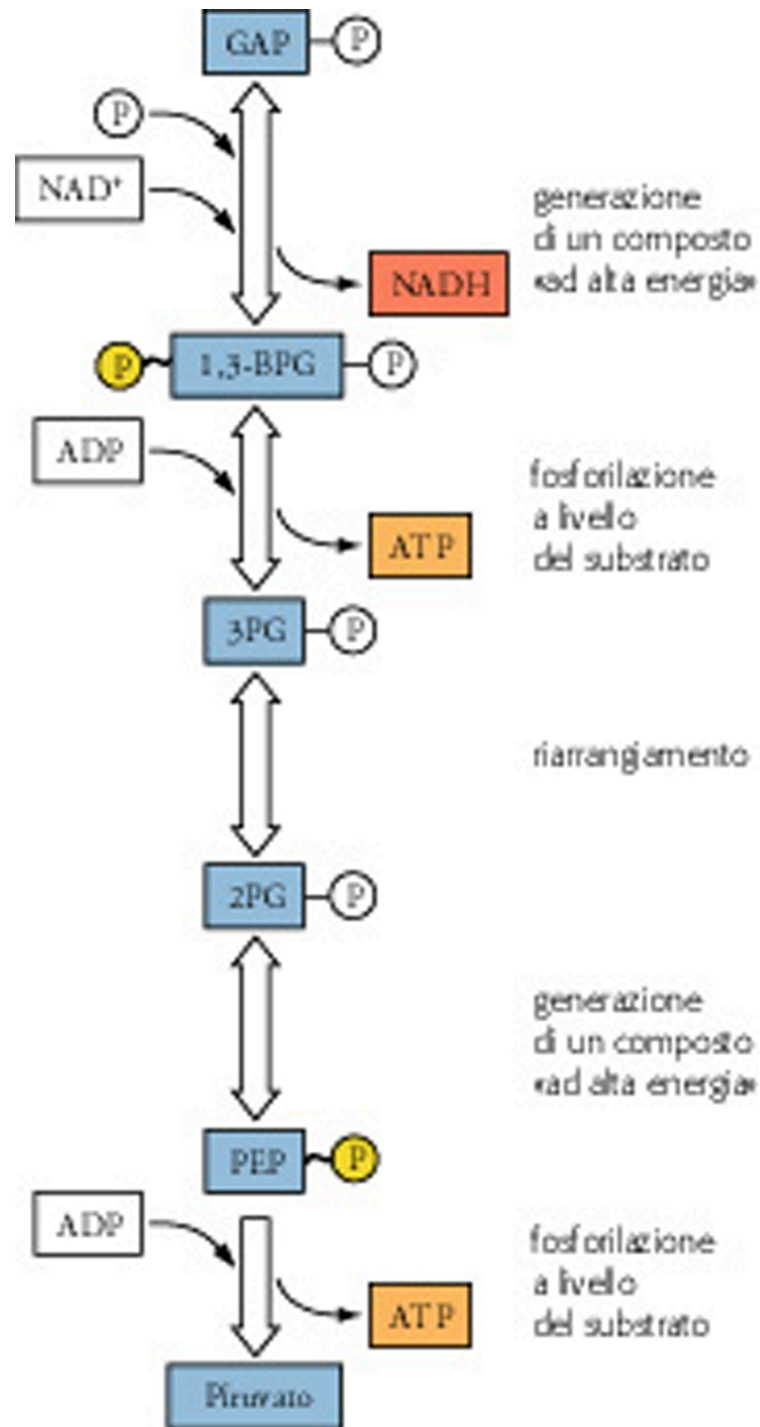 GAP P
P
NAD⁺
generazione
di un composto
«ad alta energia»
NADH
P 1,3-BPG P
ADP
fosforilazione
a livello
del substrato
ATP
3PG P
riarrangiamento
2PG P
generazione
di un composto
«ad alta energia»
PEP P
ADP
fosforilazione
a livello
del substrato
ATP
Piruvato